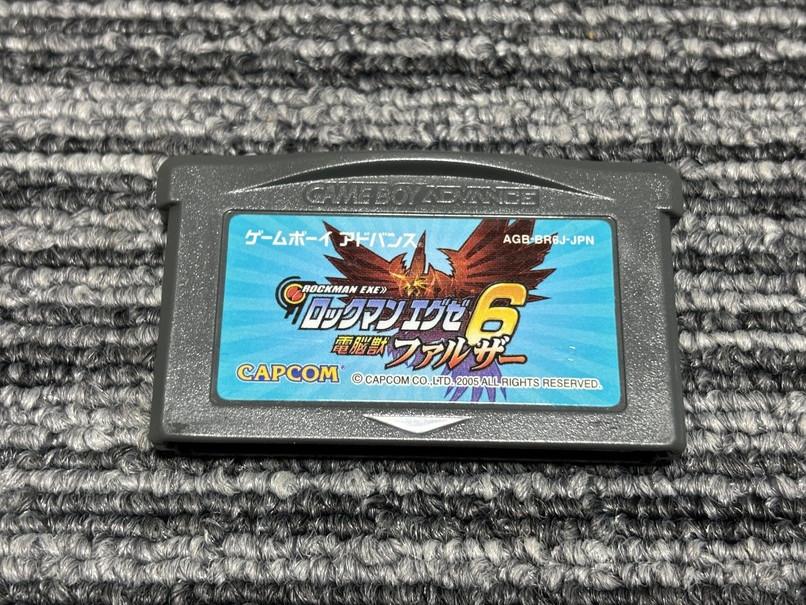 GAME BOY ADVANCE
ゲームボーイ アドバンス
AGB-BR6J-JPN
ROCKMAN EXE》
ロックマン エグゼ6
電脳獣 ファルザー
CAPCOM
© CAPCOM CO., LTD. 2005 ALL RIGHTS RESERVED.